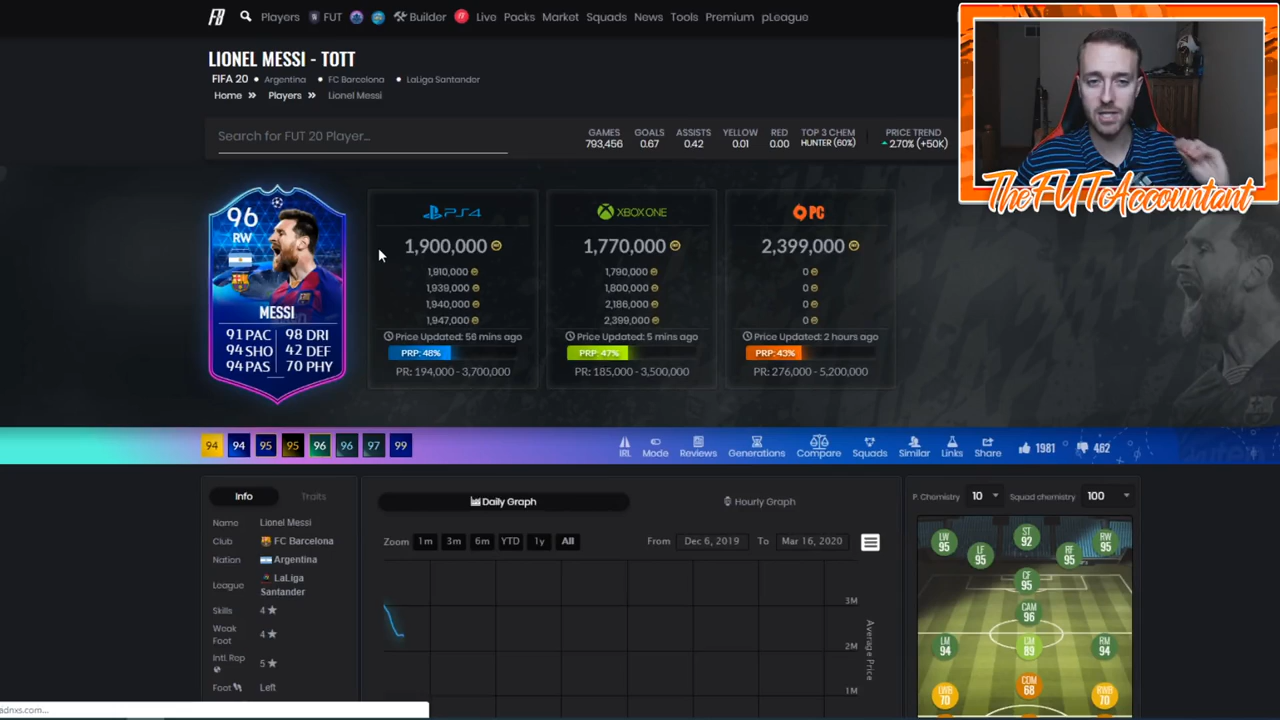 F8 Players FUT Builder Live Packs Market Squads News Tools Premium pLeague
LIONEL MESSI - TOTT
FIFA 20 • Argentina • FC Barcelona • LaLiga Santander
Home » Players » Lionel Messi
Search for FUT 20 Player...
GAMES GOALS ASSISTS YELLOW RED TOP 3 CHEM PRICE TREND
793,456 0.67 0.42 0.01 0.00 HUNTER (60%) 2.70% (+50K)
TheFUTAccountant
96
RW
MESSI
91 PAC 98 DRI
94 SHO 42 DEF
94 PAS 70 PHY
PS4
1,900,000
1,910,000
1,939,000
1,940,000
1,947,000
Price Updated: 56 mins ago
PRP: 48%
PR: 194,000 - 3,700,000
XBOX ONE
1,770,000
1,790,000
1,800,000
2,186,000
2,399,000
Price Updated: 5 mins ago
PRP: 47%
PR: 185,000 - 3,500,000
PC
2,399,000
0
0
0
0
Price Updated: 2 hours ago
PRP: 43%
PR: 276,000 - 5,200,000
94 94 95 95 96 96 97 99
IRL Mode Reviews Generations Compare Squads Similar Links Share 1981 462
Info Traits
Name Lionel Messi
Club FC Barcelona
Nation Argentina
League LaLiga
Santander
Skills 4★
Weak
Foot 4★
Intl. Rep 5★
Foot Left
Daily Graph Hourly Graph
Zoom 1m 3m 6m YTD 1y All From Dec 6, 2019 To Mar 16, 2020
3M
2M
1M
Average Price
P. Chemistry 10 Squad chemistry 100
LW
95
LF
95
ST
92
RF
95
RW
95
CF
95
CAM
96
LM
94
CM
89
RM
94
CDM
68
LWB
70
RWB
70
adnxs.com...